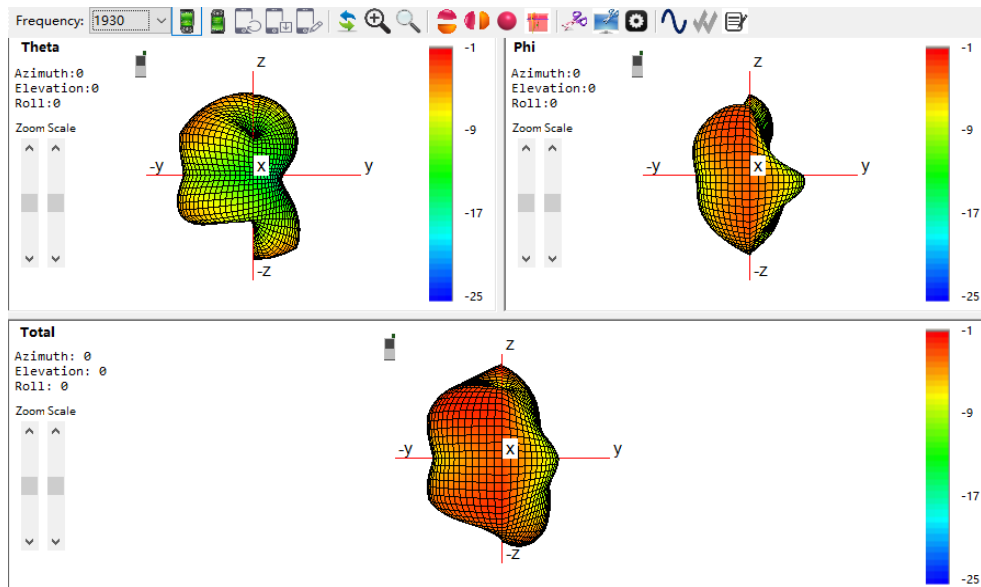 Frequency: 1930
Theta
Azimuth:0
Elevation:0
Roll:0
Zoom Scale
z
-y
x
y
-z
-1
-9
-17
-25
Phi
Azimuth:0
Elevation:0
Roll:0
Zoom Scale
z
-y
x
y
-z
-1
-9
-17
-25
Total
Azimuth: 0
Elevation: 0
Roll: 0
Zoom Scale
z
-y
x
y
-z
-1
-9
-17
-25